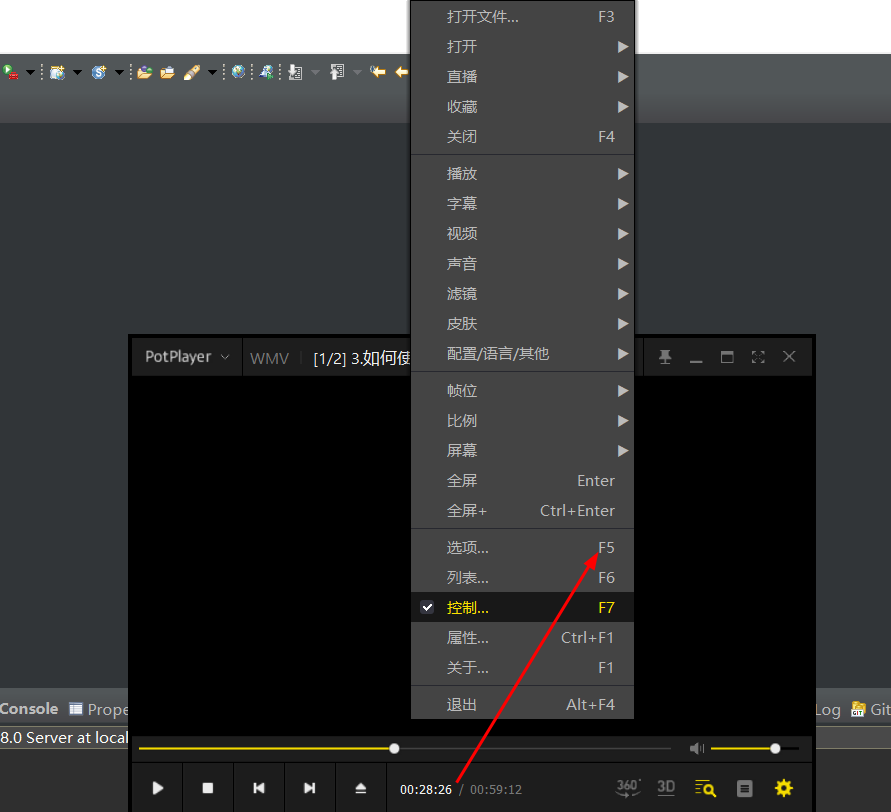 打开文件... F3
打开
直播
收藏
关闭 F4
播放
字幕
视频
声音
滤镜
皮肤
配置/语言/其他
PotPlayer WMV [1/2] 3.如何使
帧位
比例
屏幕
全屏 Enter
全屏+ Ctrl+Enter
选项... F5
列表... F6
控制... F7
属性... Ctrl+F1
关于... F1
退出 Alt+F4
Console Prope Log Git
8.0 Server at local
00:28:26 / 00:59:12 360° 3D